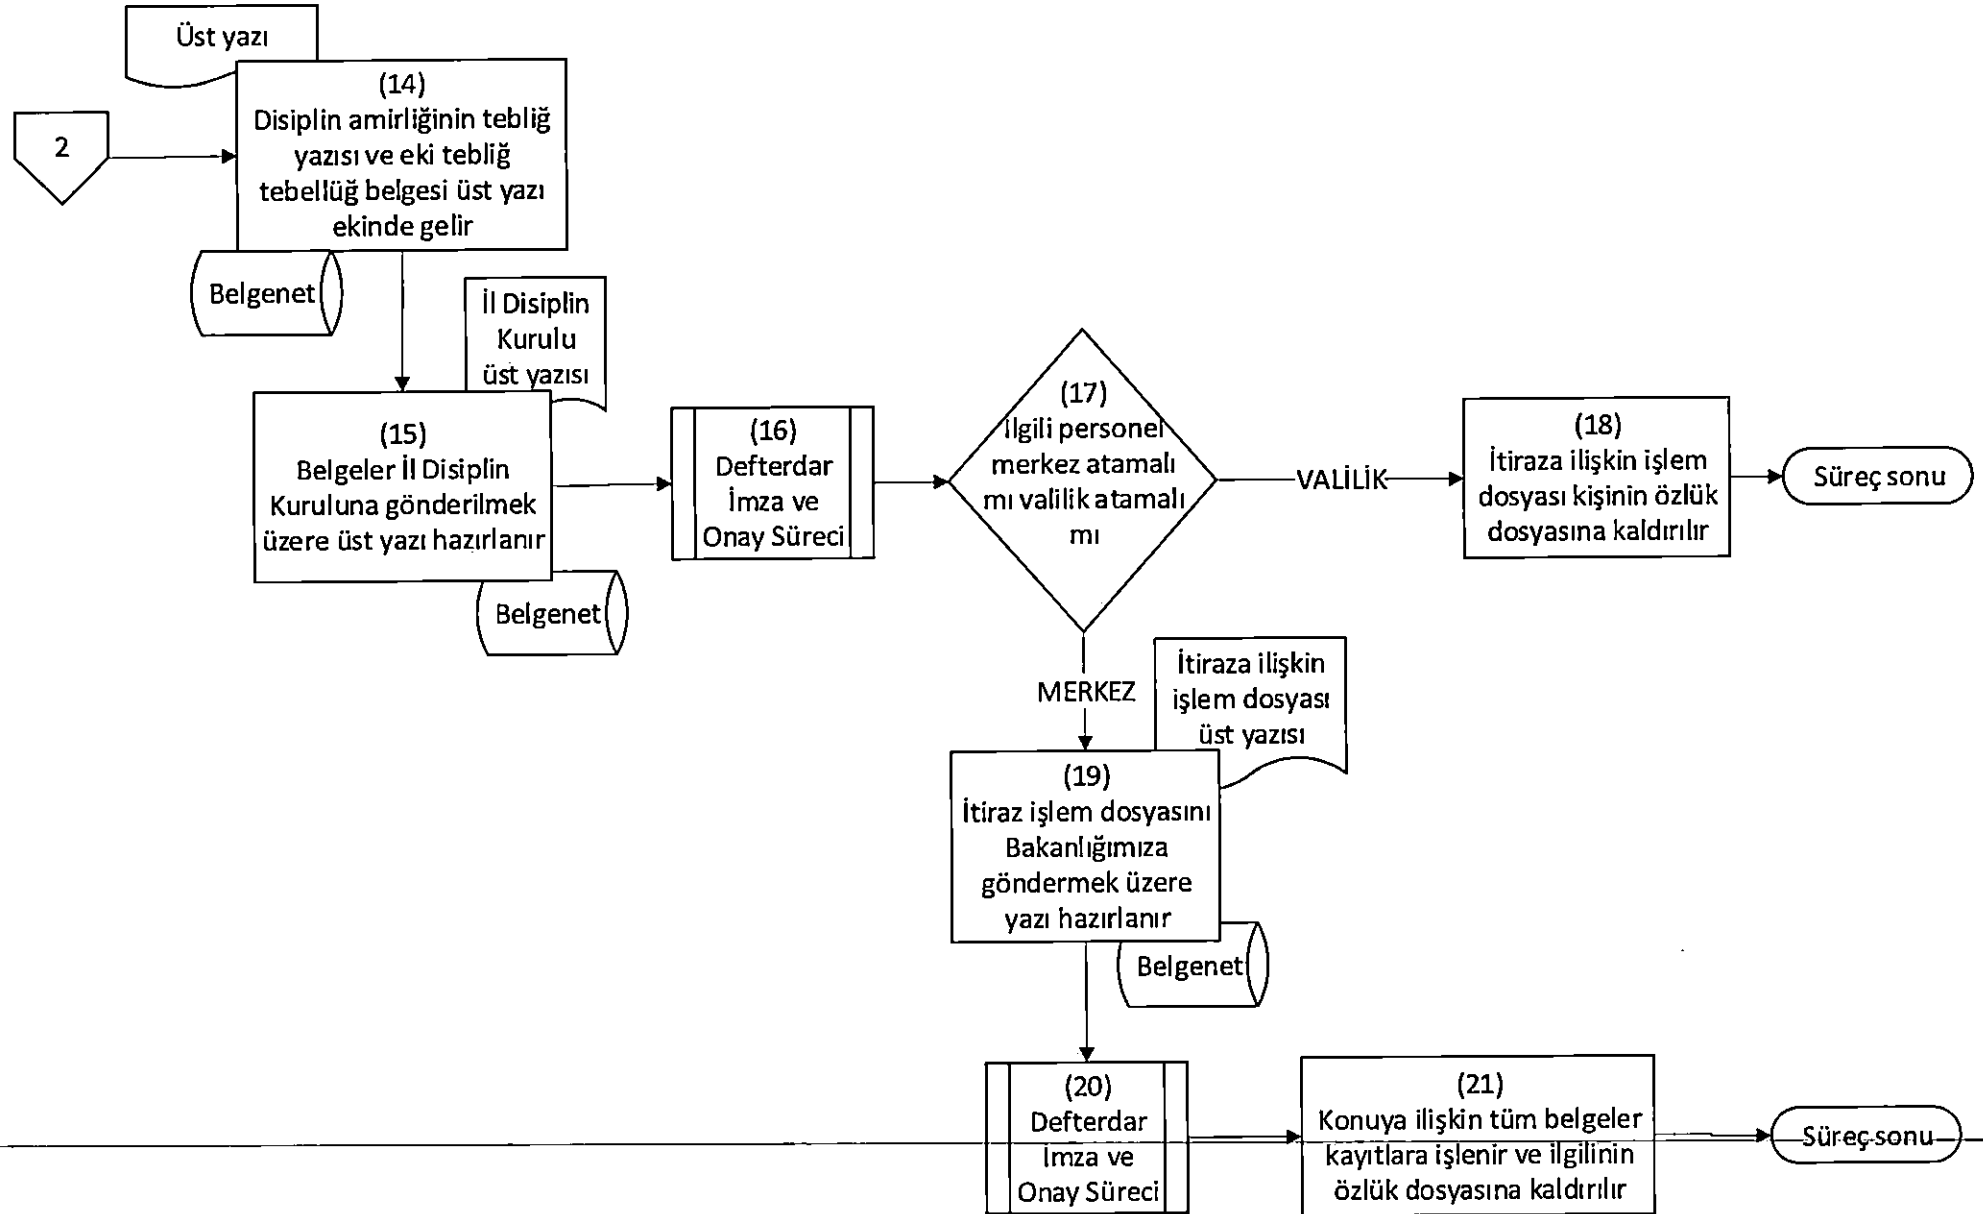 Üst yazı
2
(14)
Disiplin amirliğinin tebliğ
yazısı ve eki tebliğ
tebellüğ belgesi üst yazı
ekinde gelir
Belgenet
İl Disiplin
Kurulu
üst yazısı
(15)
Belgeler İl Disiplin
Kuruluna gönderilmek
üzere üst yazı hazırlanır
Belgenet
(16)
Defterdar
İmza ve
Onay Süreci
(17)
İlgili personel
merkez atamalı
mı valilik atamalı
mı
VALİLİK
(18)
İtiraza ilişkin işlem
dosyası kişinin özlük
dosyasına kaldırılır
Süreç sonu
MERKEZ
İtiraza ilişkin
işlem dosyası
üst yazısı
(19)
İtiraz işlem dosyasını
Bakanlığımıza
göndermek üzere
yazı hazırlanır
Belgenet
(20)
Defterdar
İmza ve
Onay Süreci
(21)
Konuya ilişkin tüm belgeler
kayıtlara işlenir ve ilgilinin
özlük dosyasına kaldırılır
Süreç sonu